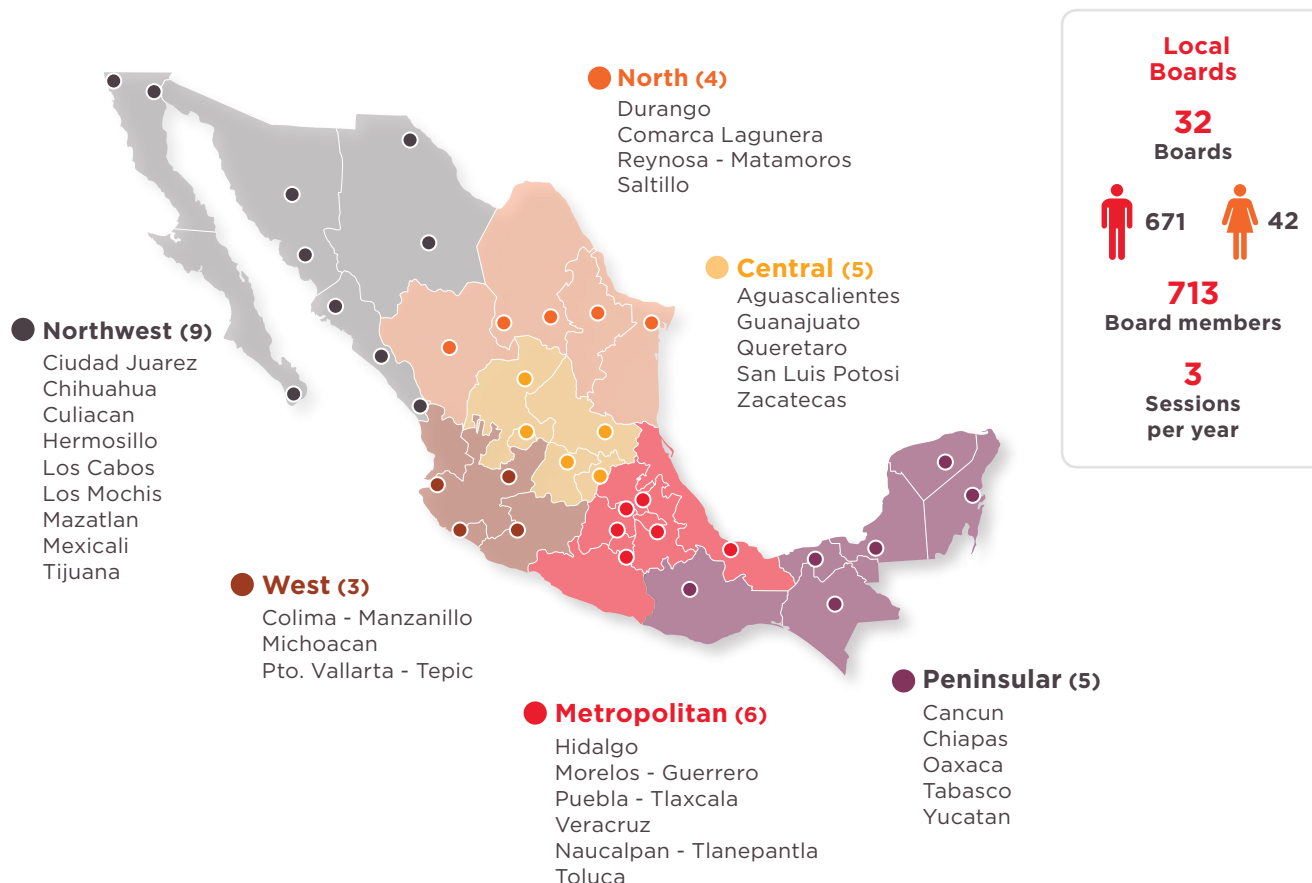 North (4)
Durango
Comarca Lagunera
Reynosa - Matamoros
Saltillo
Central (5)
Aguascalientes
Guanajuato
Queretaro
San Luis Potosi
Zacatecas
Northwest (9)
Ciudad Juarez
Chihuahua
Culiacan
Hermosillo
Los Cabos
Los Mochis
Mazatlan
Mexicali
Tijuana
West (3)
Colima - Manzanillo
Michoacan
Pto. Vallarta - Tepic
Metropolitan (6)
Hidalgo
Morelos - Guerrero
Puebla - Tlaxcala
Veracruz
Naucalpan - Tlanepantla
Toluca
Peninsular (5)
Cancun
Chiapas
Oaxaca
Tabasco
Yucatan
Local
Boards
32
Boards
671 42
713
Board members
3
Sessions
per year